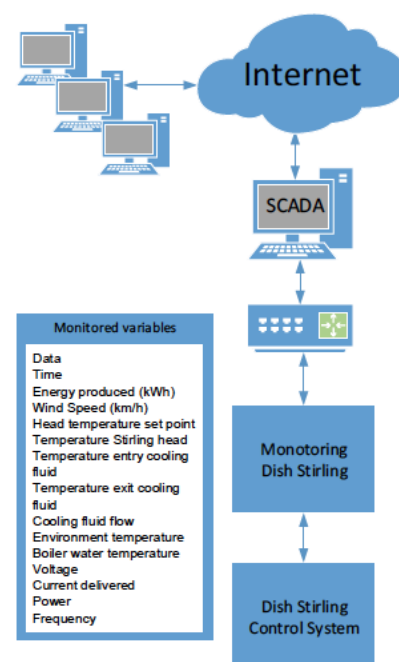 Internet
SCADA
Monitored variables
Data
Time
Energy produced (kWh)
Wind Speed (km/h)
Head temperature set point
Temperature Stirling head
Temperature entry cooling
fluid
Temperature exit cooling
fluid
Cooling fluid flow
Environment temperature
Boiler water temperature
Voltage
Current delivered
Power
Frequency
Monotoring
Dish Stirling
Dish Stirling
Control System